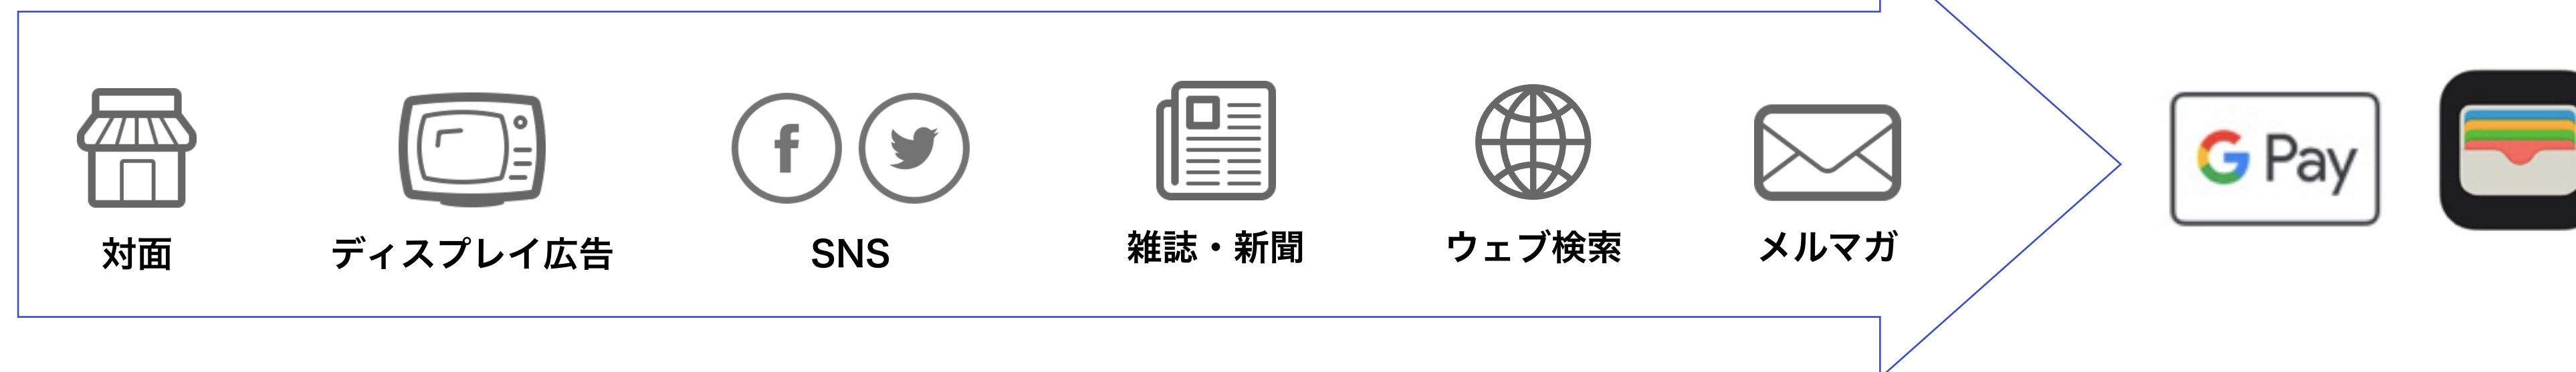 対面
ディスプレイ広告
SNS
雑誌・新聞
ウェブ検索
メルマガ
G Pay